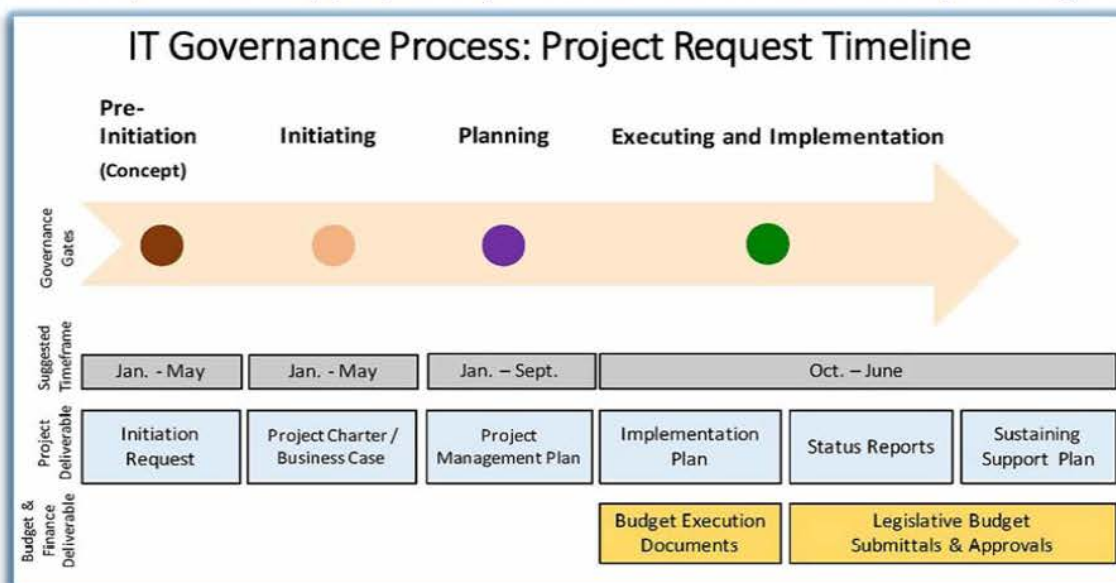 IT Governance Process: Project Request Timeline
Pre-
Initiation
(Concept)
Initiating
Planning
Executing and Implementation
Governance
Gates
Suggested
Timeframe
Jan. - May
Jan. - May
Jan. – Sept.
Oct. – June
Project
Deliverable
Initiation
Request
Project Charter /
Business Case
Project
Management Plan
Implementation
Plan
Status Reports
Sustaining
Support Plan
Budget &
Finance
Deliverable
Budget Execution
Documents
Legislative Budget
Submittals & Approvals